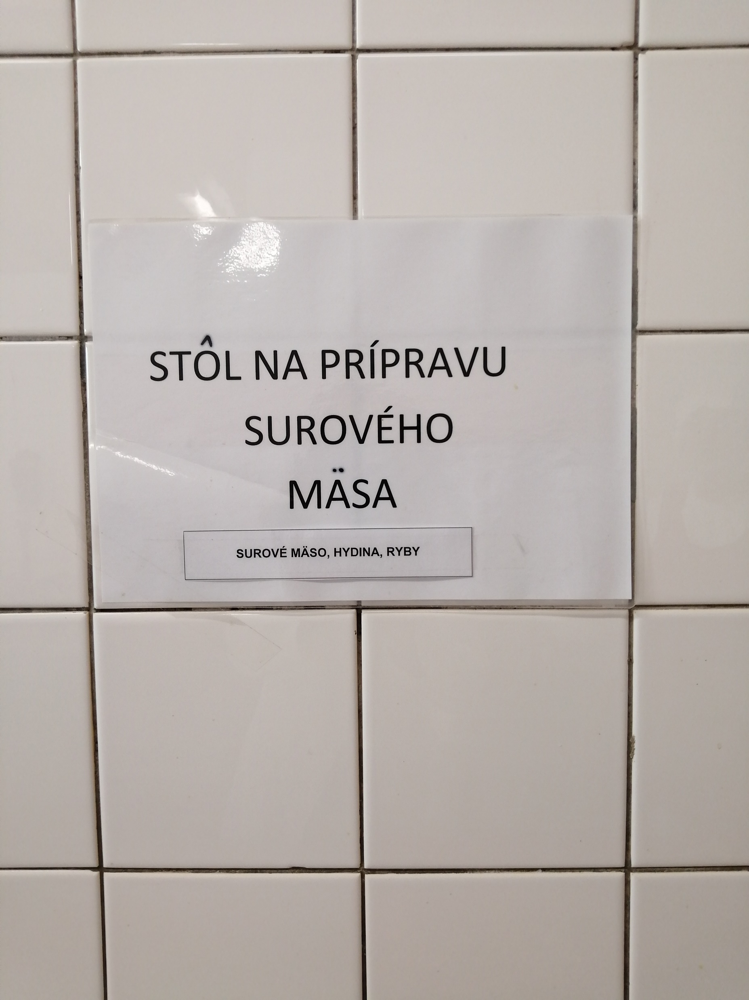 STÔL NA PRÍPRAVU
SUROVÉHO
MÄSA
SUROVÉ MÄSO, HYDINA, RYBY